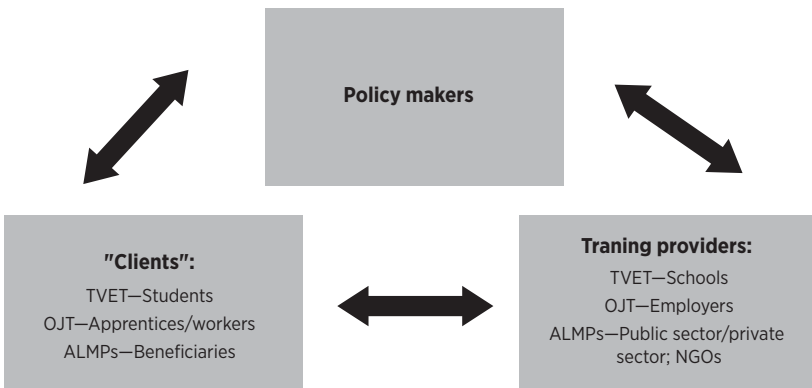 Policy makers
"Clients":
TVET—Students
OJT—Apprentices/workers
ALMPs—Beneficiaries
Traning providers:
TVET—Schools
OJT—Employers
ALMPs—Public sector/private
sector; NGOs